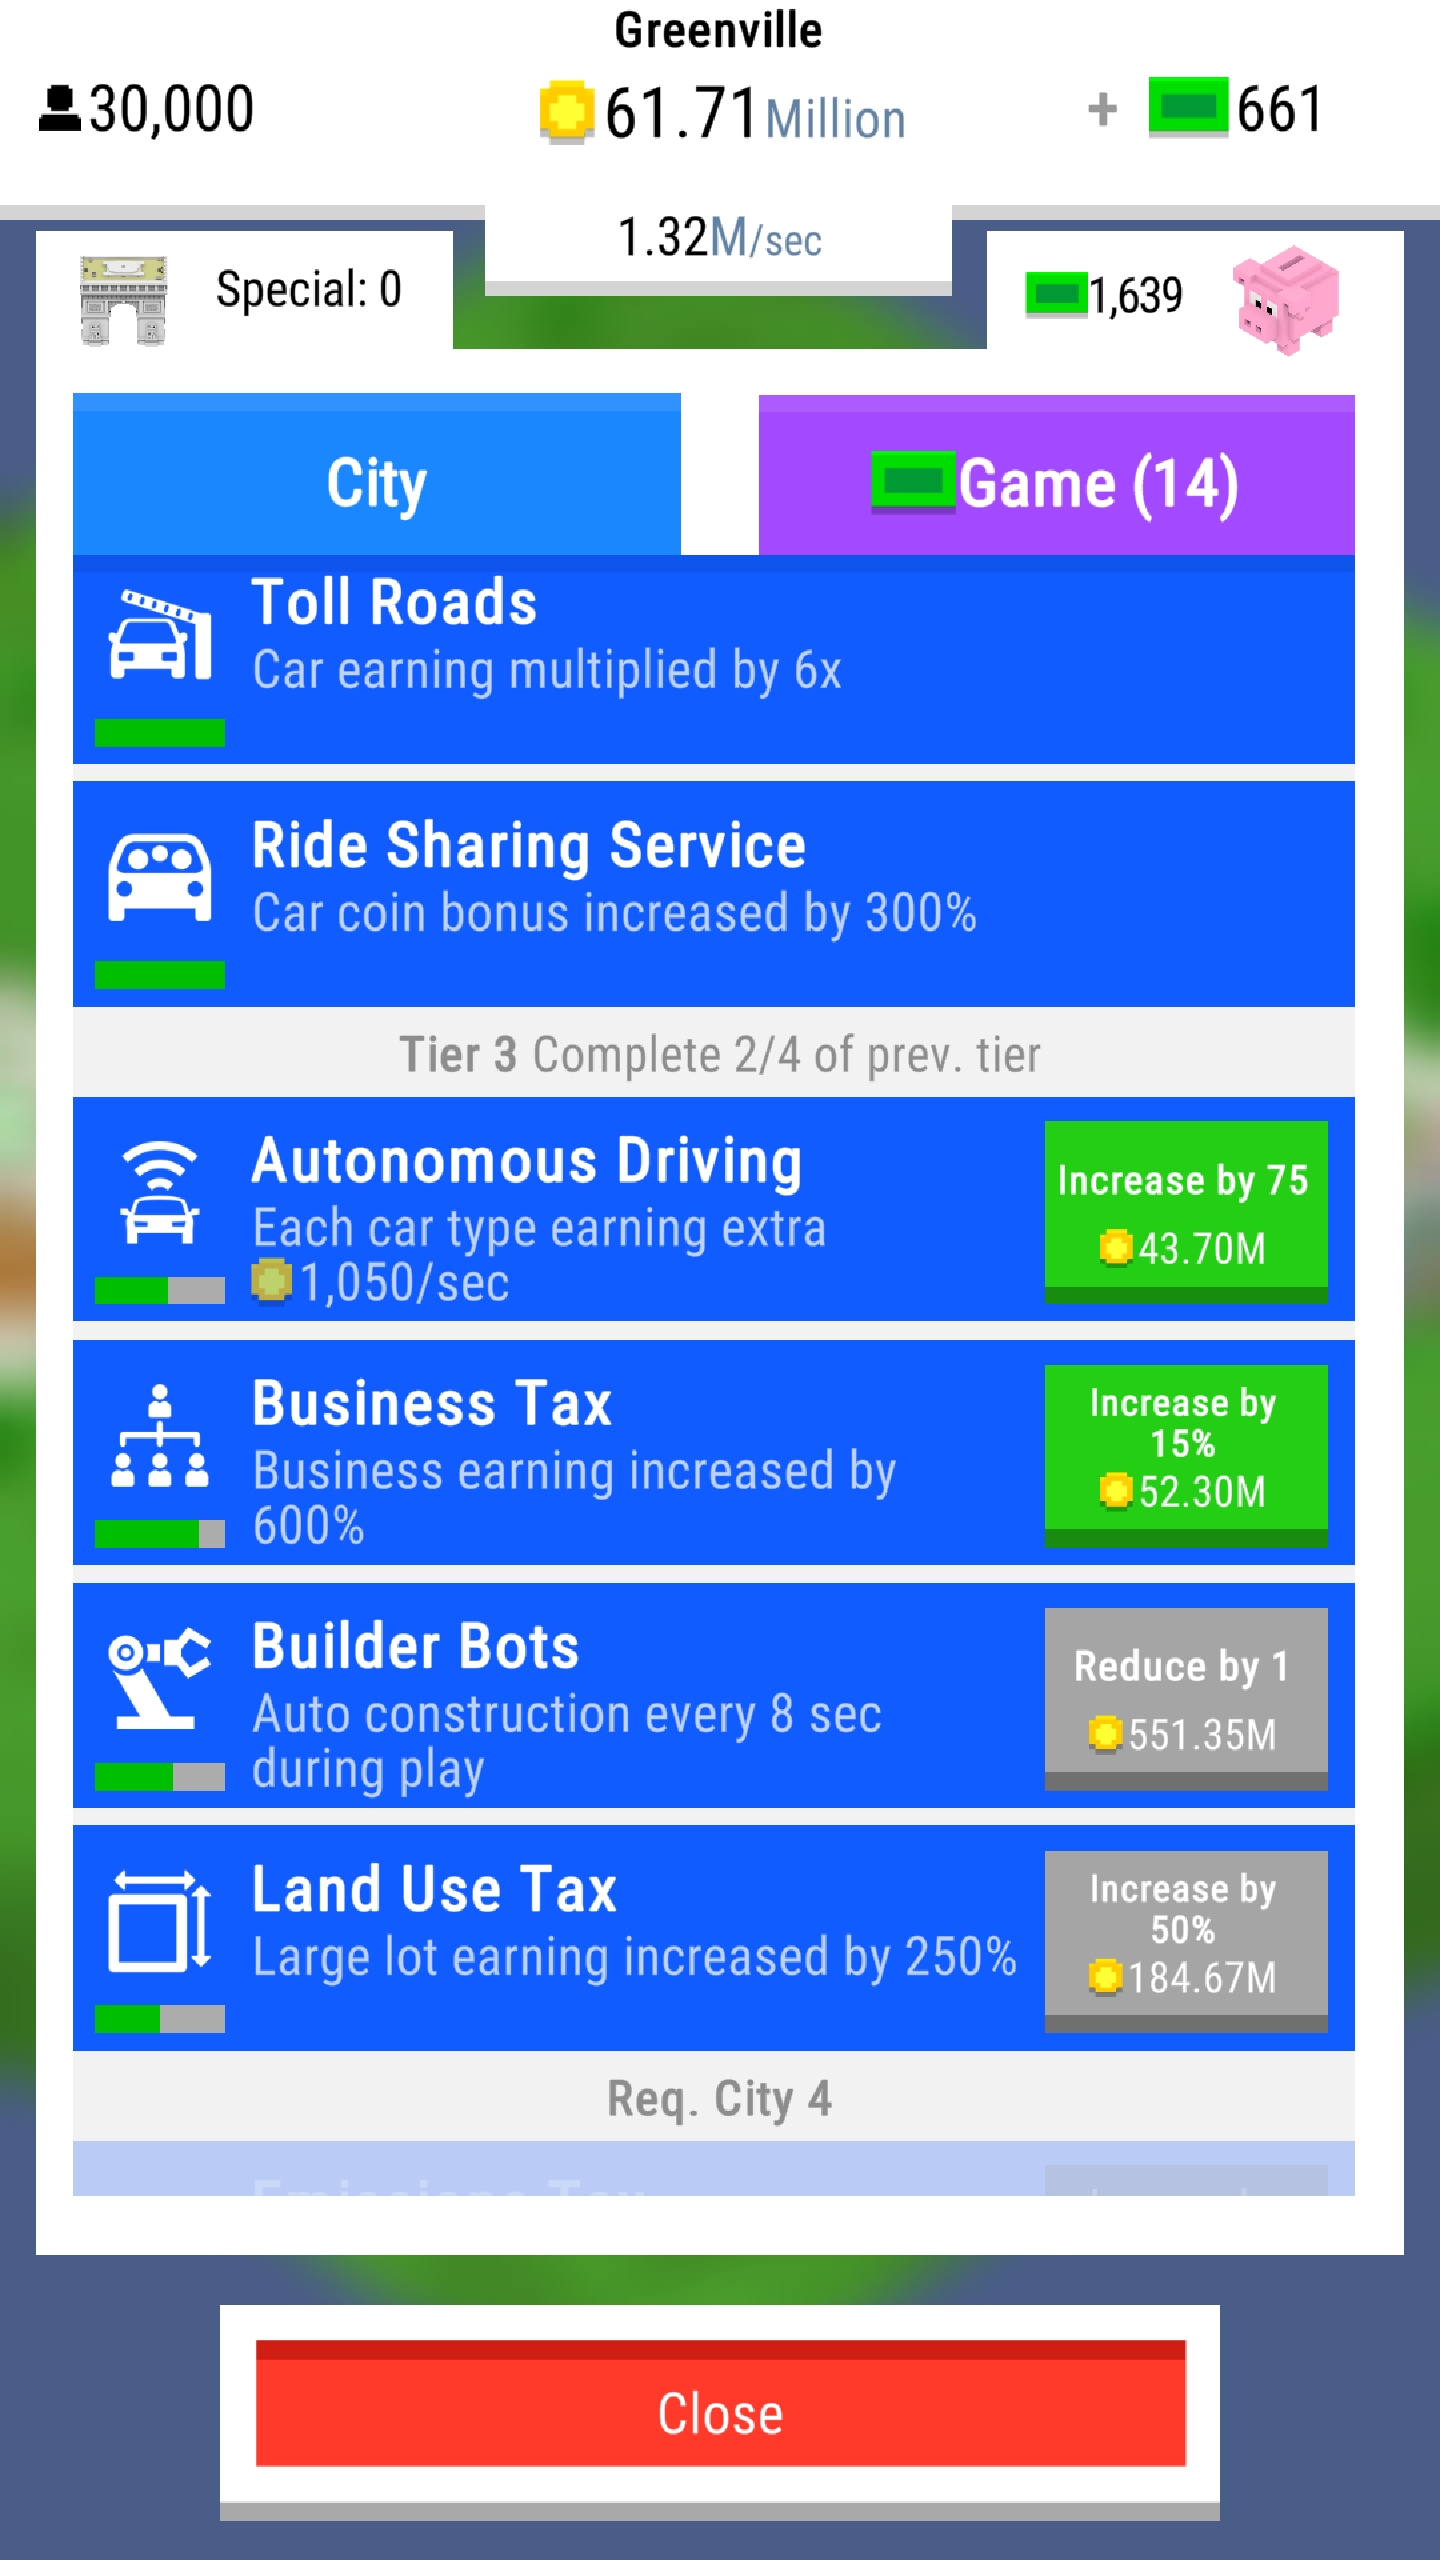 Greenville
30,000
61.71Million
+ 661
1.32M/sec
Special: 0
1,639
City
Game (14)
Toll Roads
Car earning multiplied by 6x
Ride Sharing Service
Car coin bonus increased by 300%
Tier 3 Complete 2/4 of prev. tier
Autonomous Driving
Each car type earning extra
1,050/sec
Increase by 75
43.70M
Business Tax
Business earning increased by
600%
Increase by
15%
52.30M
Builder Bots
Auto construction every 8 sec
during play
Reduce by 1
551.35M
Land Use Tax
Large lot earning increased by 250%
Increase by
50%
184.67M
Req. City 4
Close